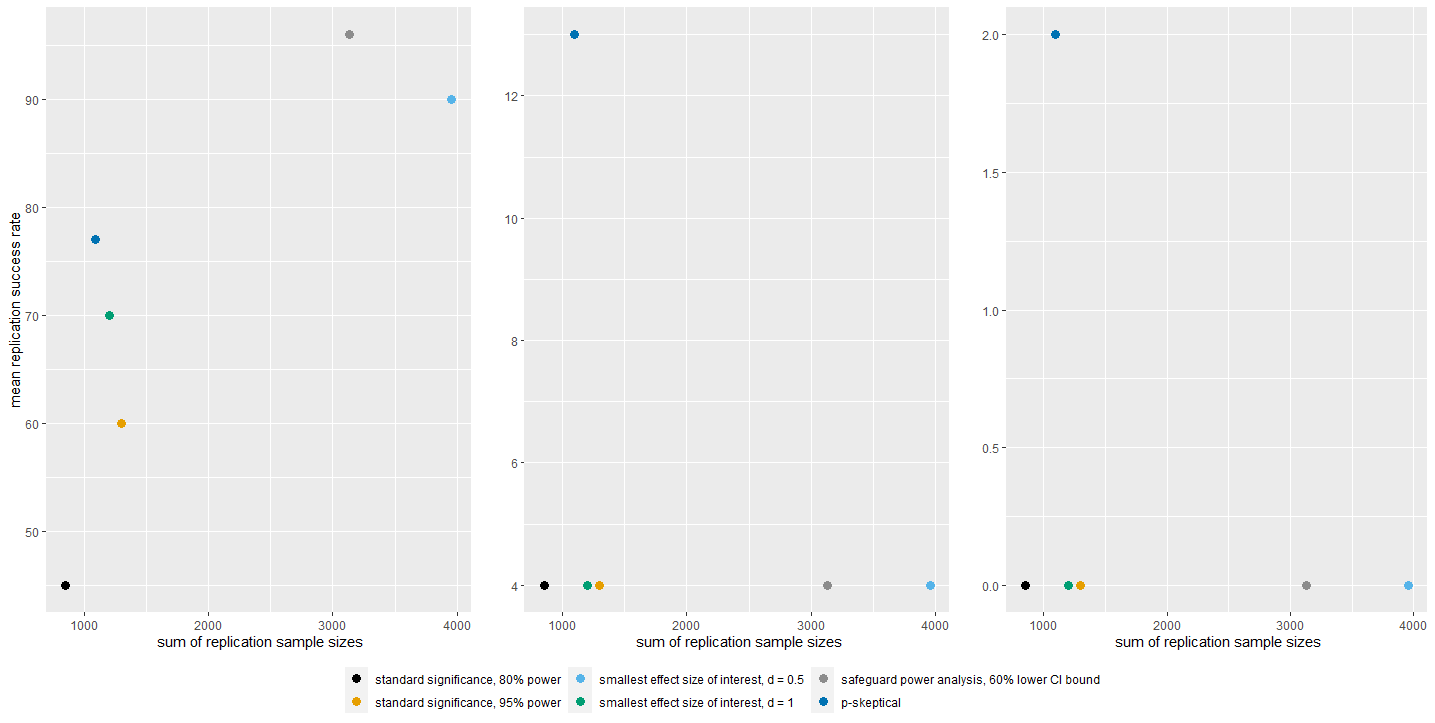 mean replication success rate
90
80
70
60
50
1000
2000
3000
4000
sum of replication sample sizes
12
10
8
6
4
1000
2000
3000
4000
sum of replication sample sizes
2.0
1.5
1.0
0.5
0.0
1000
2000
3000
4000
sum of replication sample sizes
standard significance, 80% power
smallest effect size of interest, d = 0.5
safeguard power analysis, 60% lower CI bound
standard significance, 95% power
smallest effect size of interest, d = 1
p-skeptical